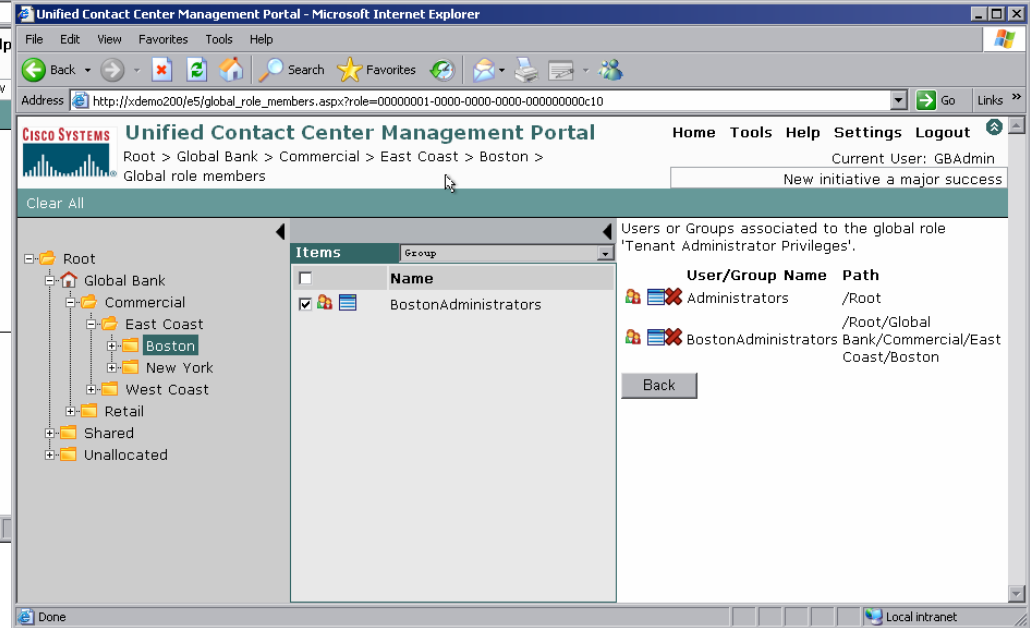 Unified Contact Center Management Portal - Microsoft Internet Explorer
File Edit View Favorites Tools Help
Back Search Favorites
Address http://xdemo200/e5/global_role_members.aspx?role=00000001-0000-0000-0000-000000000c10 Go Links »
CISCO SYSTEMS
Unified Contact Center Management Portal
Home Tools Help Settings Logout
Root > Global Bank > Commercial > East Coast > Boston >
Global role members
Current User: GBAdmin
New initiative a major success
Clear All
Root
Global Bank
Commercial
East Coast
Boston
New York
West Coast
Retail
Shared
Unallocated
Items Group
Name
BostonAdministrators
Users or Groups associated to the global role
'Tenant Administrator Privileges'.
User/Group Name Path
Administrators /Root
BostonAdministrators /Root/Global
Bank/Commercial/East
Coast/Boston
Back
Done Local intranet